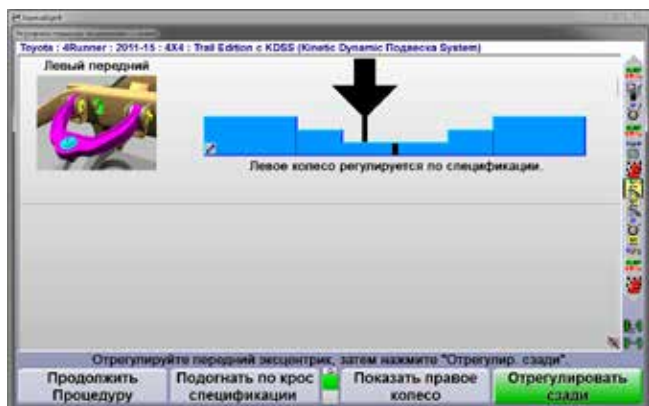 Toyota : 4Runner : 2011-15 : 4X4 : Trail Edition с KDSS (Kinetic Dynamic Подвеска System)
Левый передний
Левое колесо регулируется по спецификации.
Отрегулируйте передний эксцентрик, затем нажмите "Отрегулир. сзади".
Продолжить Процедуру
Подогнать по крос спецификации
Показать правое колесо
Отрегулировать сзади